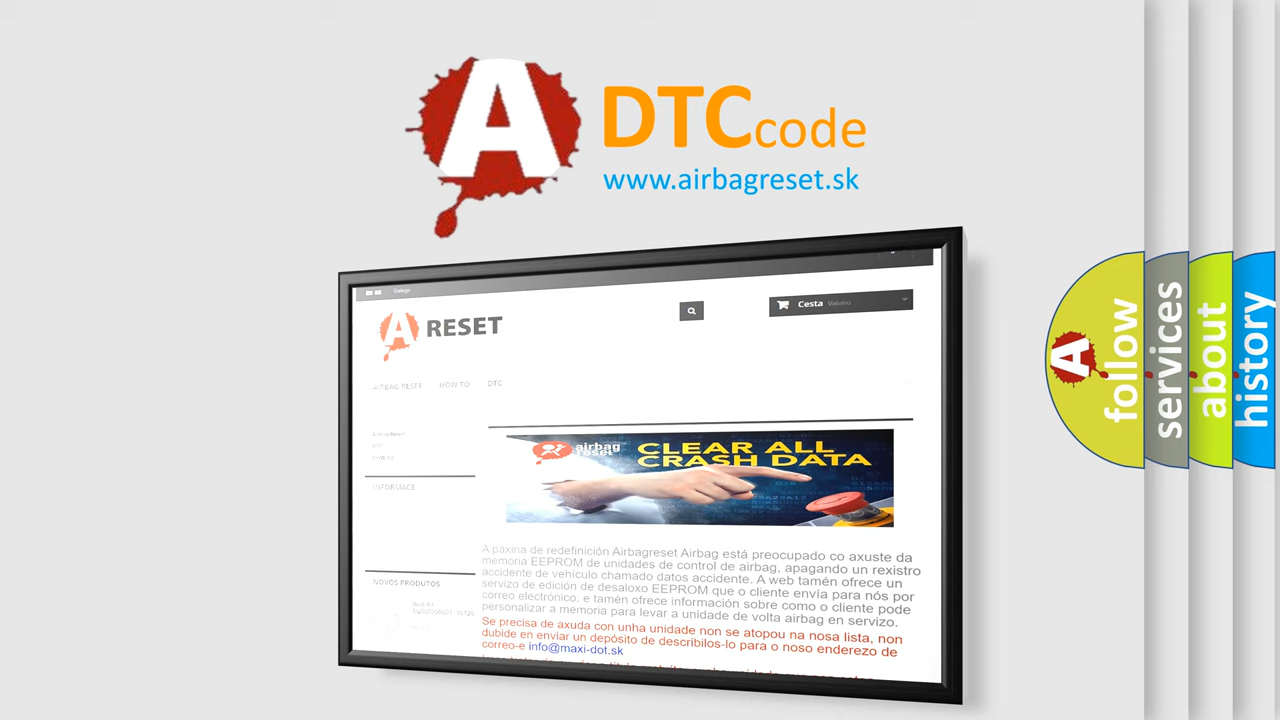 A DTCcode
www.airbagreset.sk
Galego
A RESET
Cesta Valeiro
AIRBAG RESET HOW TO DTC
INFORMACE
NOVOS PRODUTOS
airbag
reset
CLEAR ALL
CRASH DATA
A páxina de redefinición Airbagreset Airbag está preocupado co axuste da
memoria EEPROM de unidades de control de airbag, apagando un rexistro
accidente de vehículo chamado datos accidente. A web tamén ofrece un
servizo de edición de desaloxo EEPROM que o cliente envía para nós por
correo electrónico, e tamén ofrece información sobre como o cliente pode
personalizar a memoria para levar a unidade de volta airbag en servizo.
Se precisa de axuda con unha unidade non se atopou na nosa lista, non
dubide en enviar un depósito de describilos-lo para o noso enderezo de
correo-e info@maxi-dot.sk
A follow
services
about
history